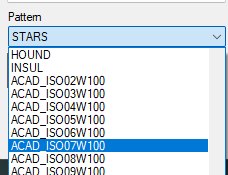 Pattern
STARS
HOUND
INSUL
ACAD_ISO02W100
ACAD_ISO03W100
ACAD_ISO04W100
ACAD_ISO05W100
ACAD_ISO06W100
ACAD_ISO07W100
ACAD_ISO08W100
ACAD_ISO09W100